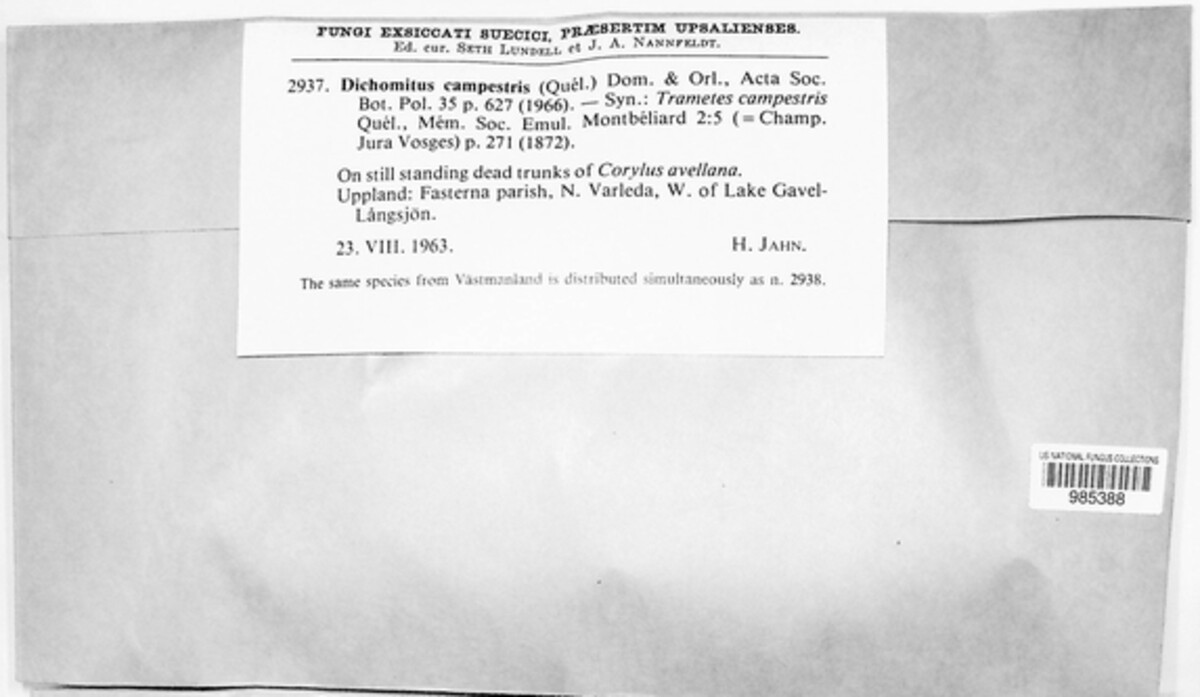 FUNGI EXSICCATI SUECICI, PRÆSERTIM UPSALIENSES.
Ed. cur. SETH LUNDELL et J. A. NANNFELDT.
2937. Dichomitus campestris (Quél.) Dom. & Orl., Acta Soc.
Bot. Pol. 35 p. 627 (1966). — Syn.: Trametes campestris
Quél., Mém. Soc. Emul. Montbéliard 2:5 (= Champ.
Jura Vosges) p. 271 (1872).
On still standing dead trunks of Corylus avellana.
Uppland: Fasterna parish, N. Varleda, W. of Lake Gavel-
Långsjön.
23. VIII. 1963. H. JAHN.
The same species from Västmanland is distributed simultaneously as n. 2938.
US NATIONAL FUNGUS COLLECTIONS
985388